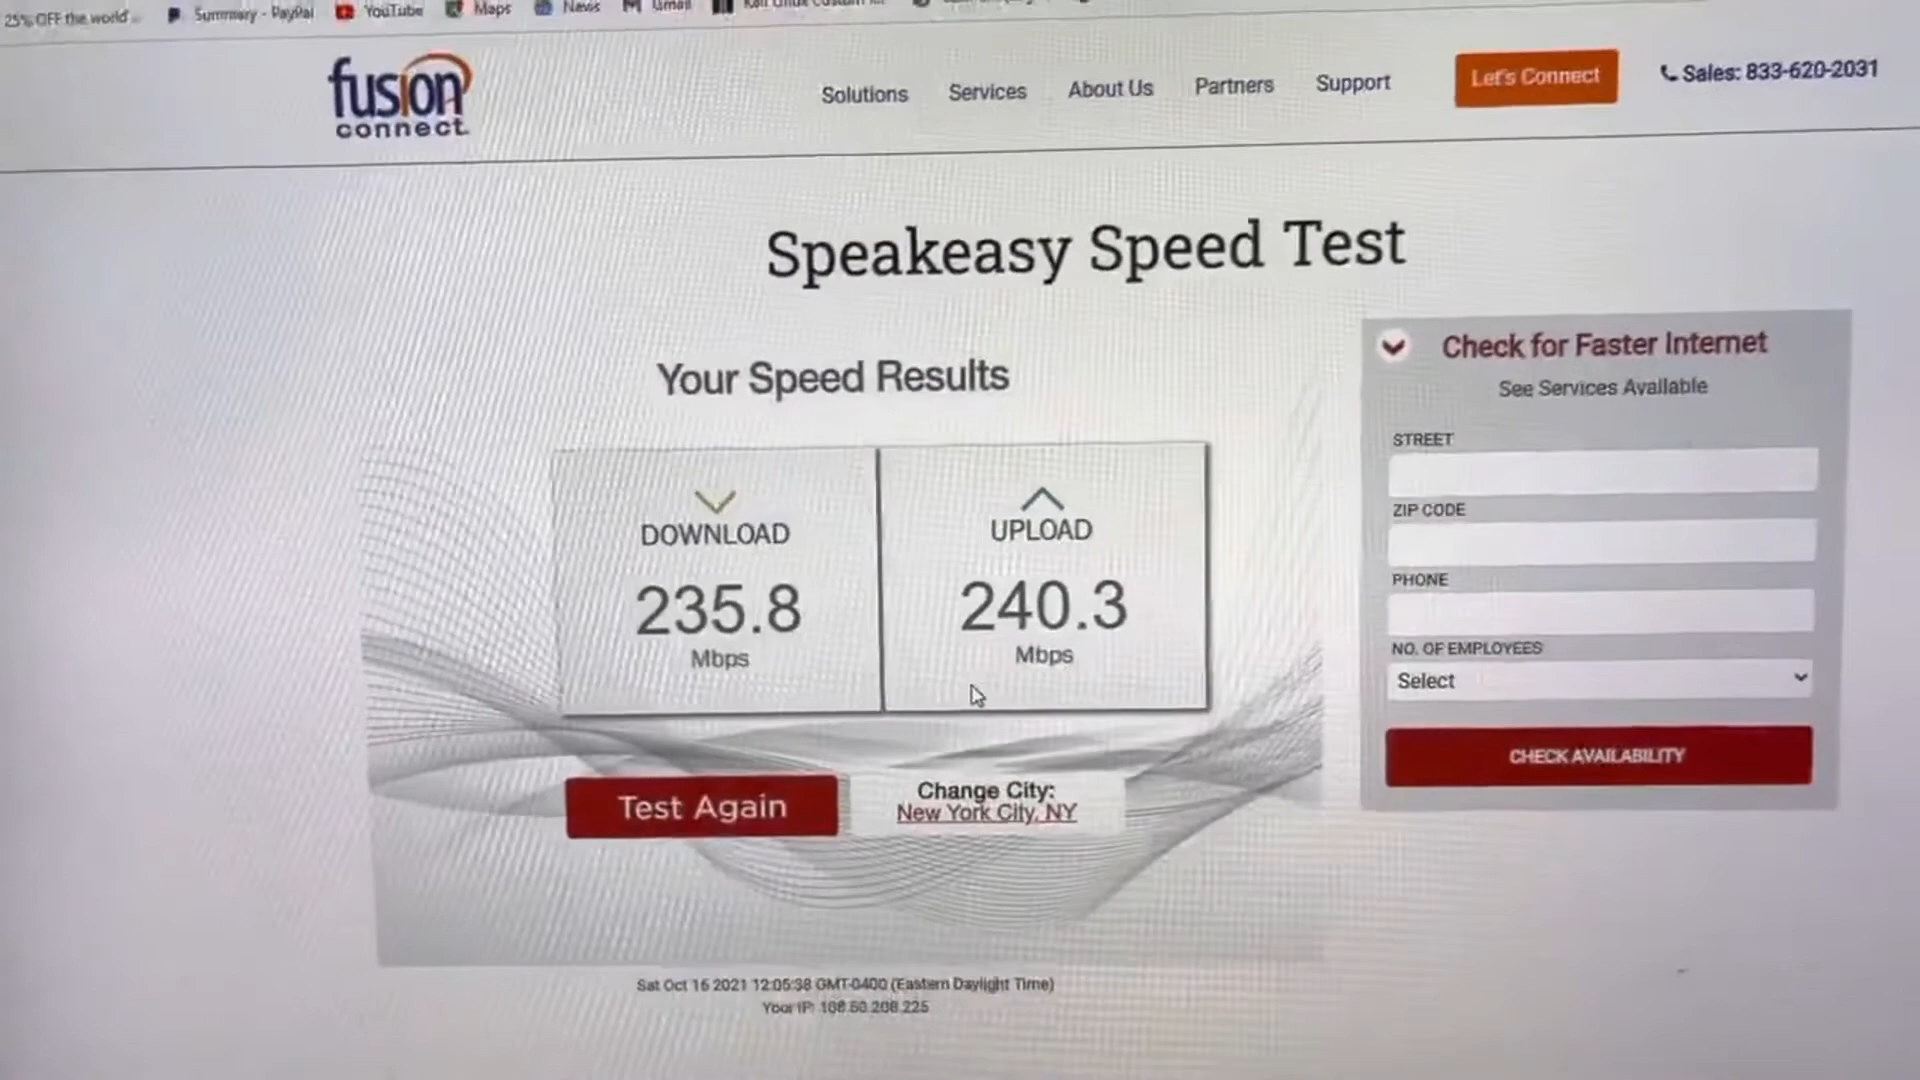 25% OFF the world'...
Summary - PayPal
YouTube
Maps
News
Gmail
fusion
connect
Solutions
Services
About Us
Partners
Support
Let's Connect
Sales: 833-620-2031
Speakeasy Speed Test
Your Speed Results
DOWNLOAD
235.8
Mbps
UPLOAD
240.3
Mbps
Test Again
Change City:
New York City, NY
Check for Faster Internet
See Services Available
STREET
ZIP CODE
PHONE
NO. OF EMPLOYEES
Select
CHECK AVAILABILITY
Sat Oct 16 2021 12:05:38 GMT-0400 (Eastern Daylight Time)
Your IP: